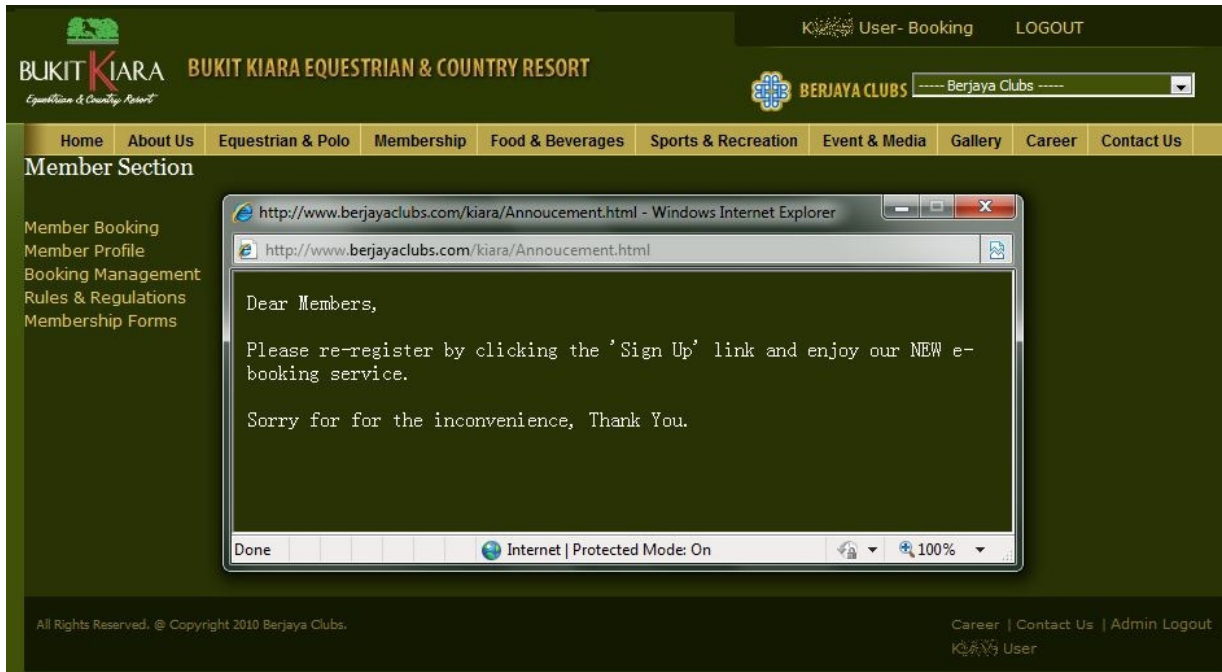 User- Booking LOGOUT
BUKIT KIARA
Equestrian & Country Resort
BUKIT KIARA EQUESTRIAN & COUNTRY RESORT
BERJAYA CLUBS ----- Berjaya Clubs -----
Home About Us Equestrian & Polo Membership Food & Beverages Sports & Recreation Event & Media Gallery Career Contact Us
Member Section
Member Booking
Member Profile
Booking Management
Rules & Regulations
Membership Forms
http://www.berjayaclubs.com/kiara/Annoucement.html - Windows Internet Explorer
http://www.berjayaclubs.com/kiara/Annoucement.html
Dear Members,
Please re-register by clicking the 'Sign Up' link and enjoy our NEW e-
booking service.
Sorry for for the inconvenience, Thank You.
Done Internet | Protected Mode: On 100%
All Rights Reserved. @ Copyright 2010 Berjaya Clubs.
Career | Contact Us | Admin Logout
User